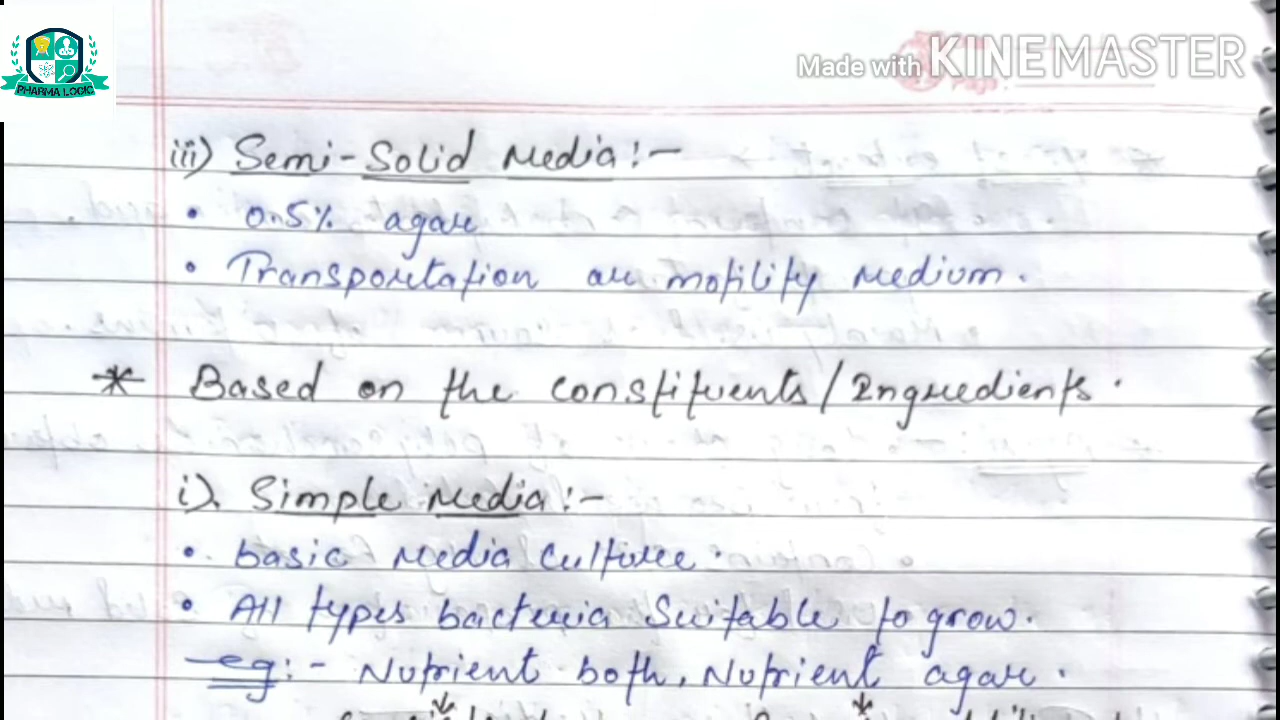 PHARMA LOGIC
Made with KINEMASTER
iii) Semi-Solid Media :-
• 0.5% agar
• Transportation or motility medium.
* Based on the constituents/Ingredients.
i). Simple Media :-
• basic Media Culture.
• All types bacteria Suitable to grow.
eg :- Nutrient both, Nutrient agar.